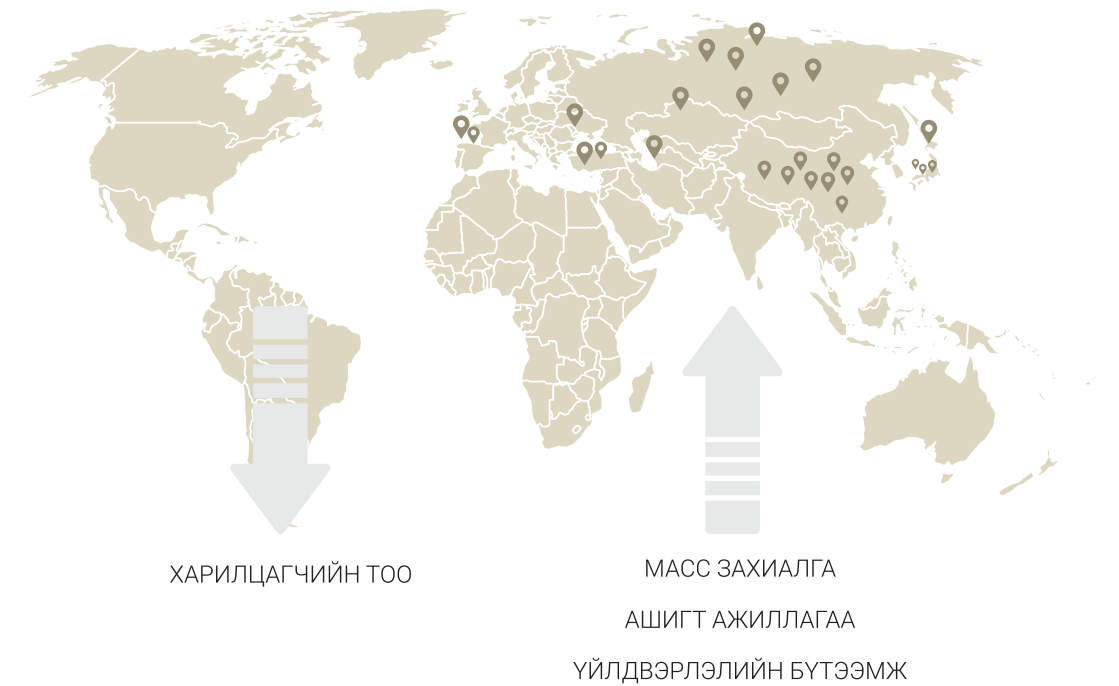 ХАРИЛЦАГЧИЙН ТОО
МАСС ЗАХИАЛГА
АШИГТ АЖИЛЛАГАА
ҮЙЛДВЭРЛЭЛИЙН БҮТЭЭМЖ